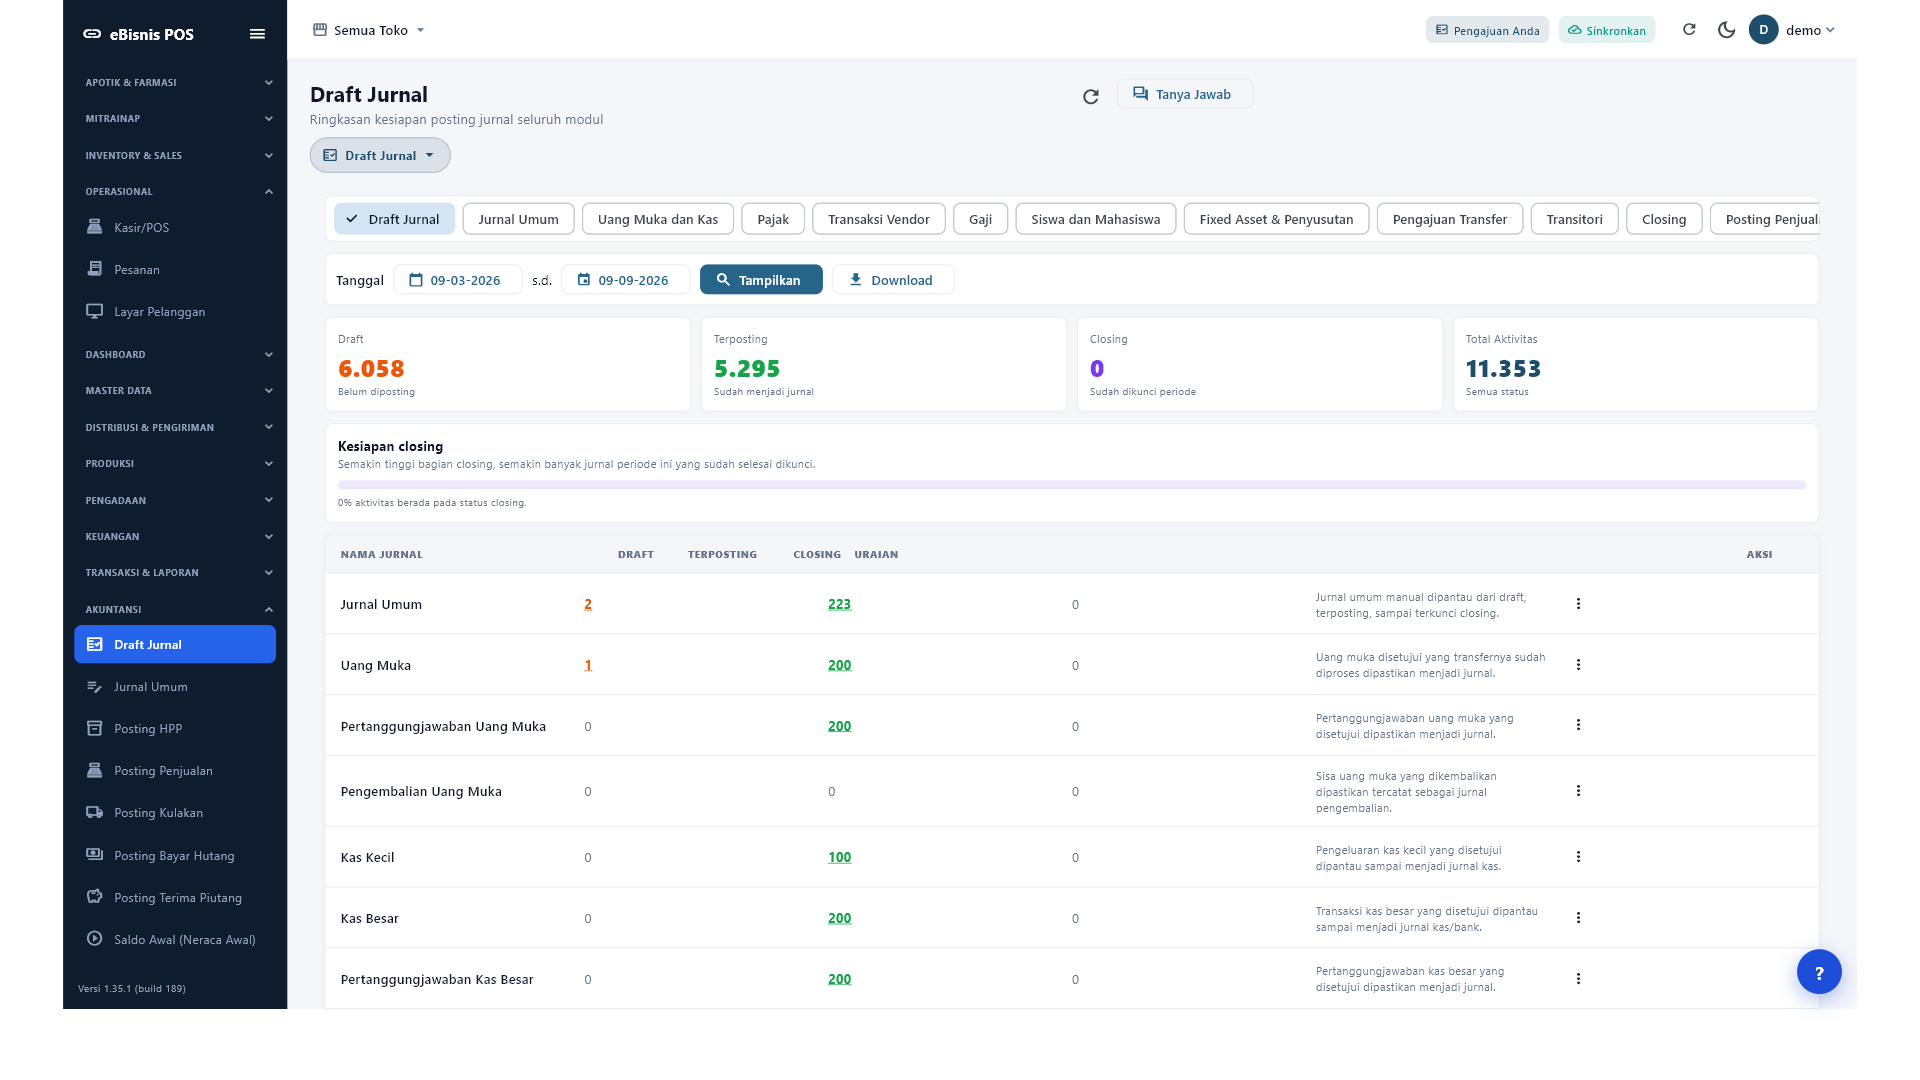 eBisnis POS
APOTIK & FARMASI
MITRAINAP
INVENTORY & SALES
OPERASIONAL
Kasir/POS
Pesanan
Layar Pelanggan
DASHBOARD
MASTER DATA
DISTRIBUSI & PENGIRIMAN
PRODUKSI
PENGADAAN
KEUANGAN
TRANSAKSI & LAPORAN
AKUNTANSI
Draft Jurnal
Jurnal Umum
Posting HPP
Posting Penjualan
Posting Kulakan
Posting Bayar Hutang
Posting Terima Piutang
Saldo Awal (Neraca Awal)
Versi 1.35.1 (build 189)
Semua Toko
Pengajuan Anda
Sinkronkan
D
demo
Draft Jurnal
Ringkasan kesiapan posting jurnal seluruh modul
Tanya Jawab
Draft Jurnal
Draft Jurnal Jurnal Umum Uang Muka dan Kas Pajak Transaksi Vendor Gaji Siswa dan Mahasiswa Fixed Asset & Penyusutan Pengajuan Transfer Transitori Closing Posting Penjual
Tanggal 09-03-2026 s.d. 09-09-2026 Tampilkan Download
Draft
6.058
Belum diposting
Terposting
5.295
Sudah menjadi jurnal
Closing
0
Sudah dikunci periode
Total Aktivitas
11.353
Semua status
Kesiapan closing
Semakin tinggi bagian closing, semakin banyak jurnal periode ini yang sudah selesai dikunci.
0% aktivitas berada pada status closing.
NAMA JURNAL DRAFT TERPOSTING CLOSING URAIAN AKSI
Jurnal Umum 2 223 0 Jurnal umum manual dipantau dari draft,
terposting, sampai terkunci closing.
Uang Muka 1 200 0 Uang muka disetujui yang transfernya sudah
diproses dipastikan menjadi jurnal.
Pertanggungjawaban Uang Muka 0 200 0 Pertanggungjawaban uang muka yang
disetujui dipastikan menjadi jurnal.
Pengembalian Uang Muka 0 0 0 Sisa uang muka yang dikembalikan
dipastikan tercatat sebagai jurnal
pengembalian.
Kas Kecil 0 100 0 Pengeluaran kas kecil yang disetujui
dipantau sampai menjadi jurnal kas.
Kas Besar 0 200 0 Transaksi kas besar yang disetujui dipantau
sampai menjadi jurnal kas/bank.
Pertanggungjawaban Kas Besar 0 200 0 Pertanggungjawaban kas besar yang
disetujui dipastikan menjadi jurnal.
?